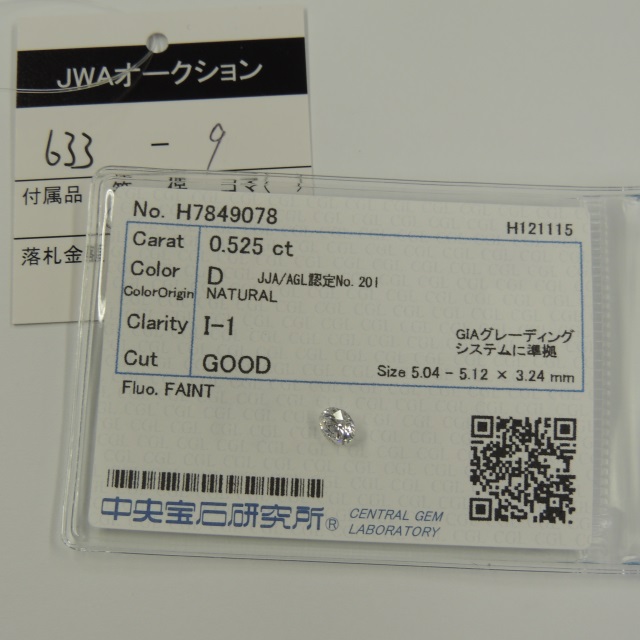 JWAオークション
633 - 9
付属品
落札金
No. H7849078
H121115
Carat 0.525 ct
Color D JJA/AGL認定No. 201
ColorOrigin NATURAL
Clarity I-1
GIAグレーディング
システムに準拠
Cut GOOD
Size 5.04 - 5.12 × 3.24 mm
Fluo. FAINT
中央宝石研究所®
CENTRAL GEM
LABORATORY